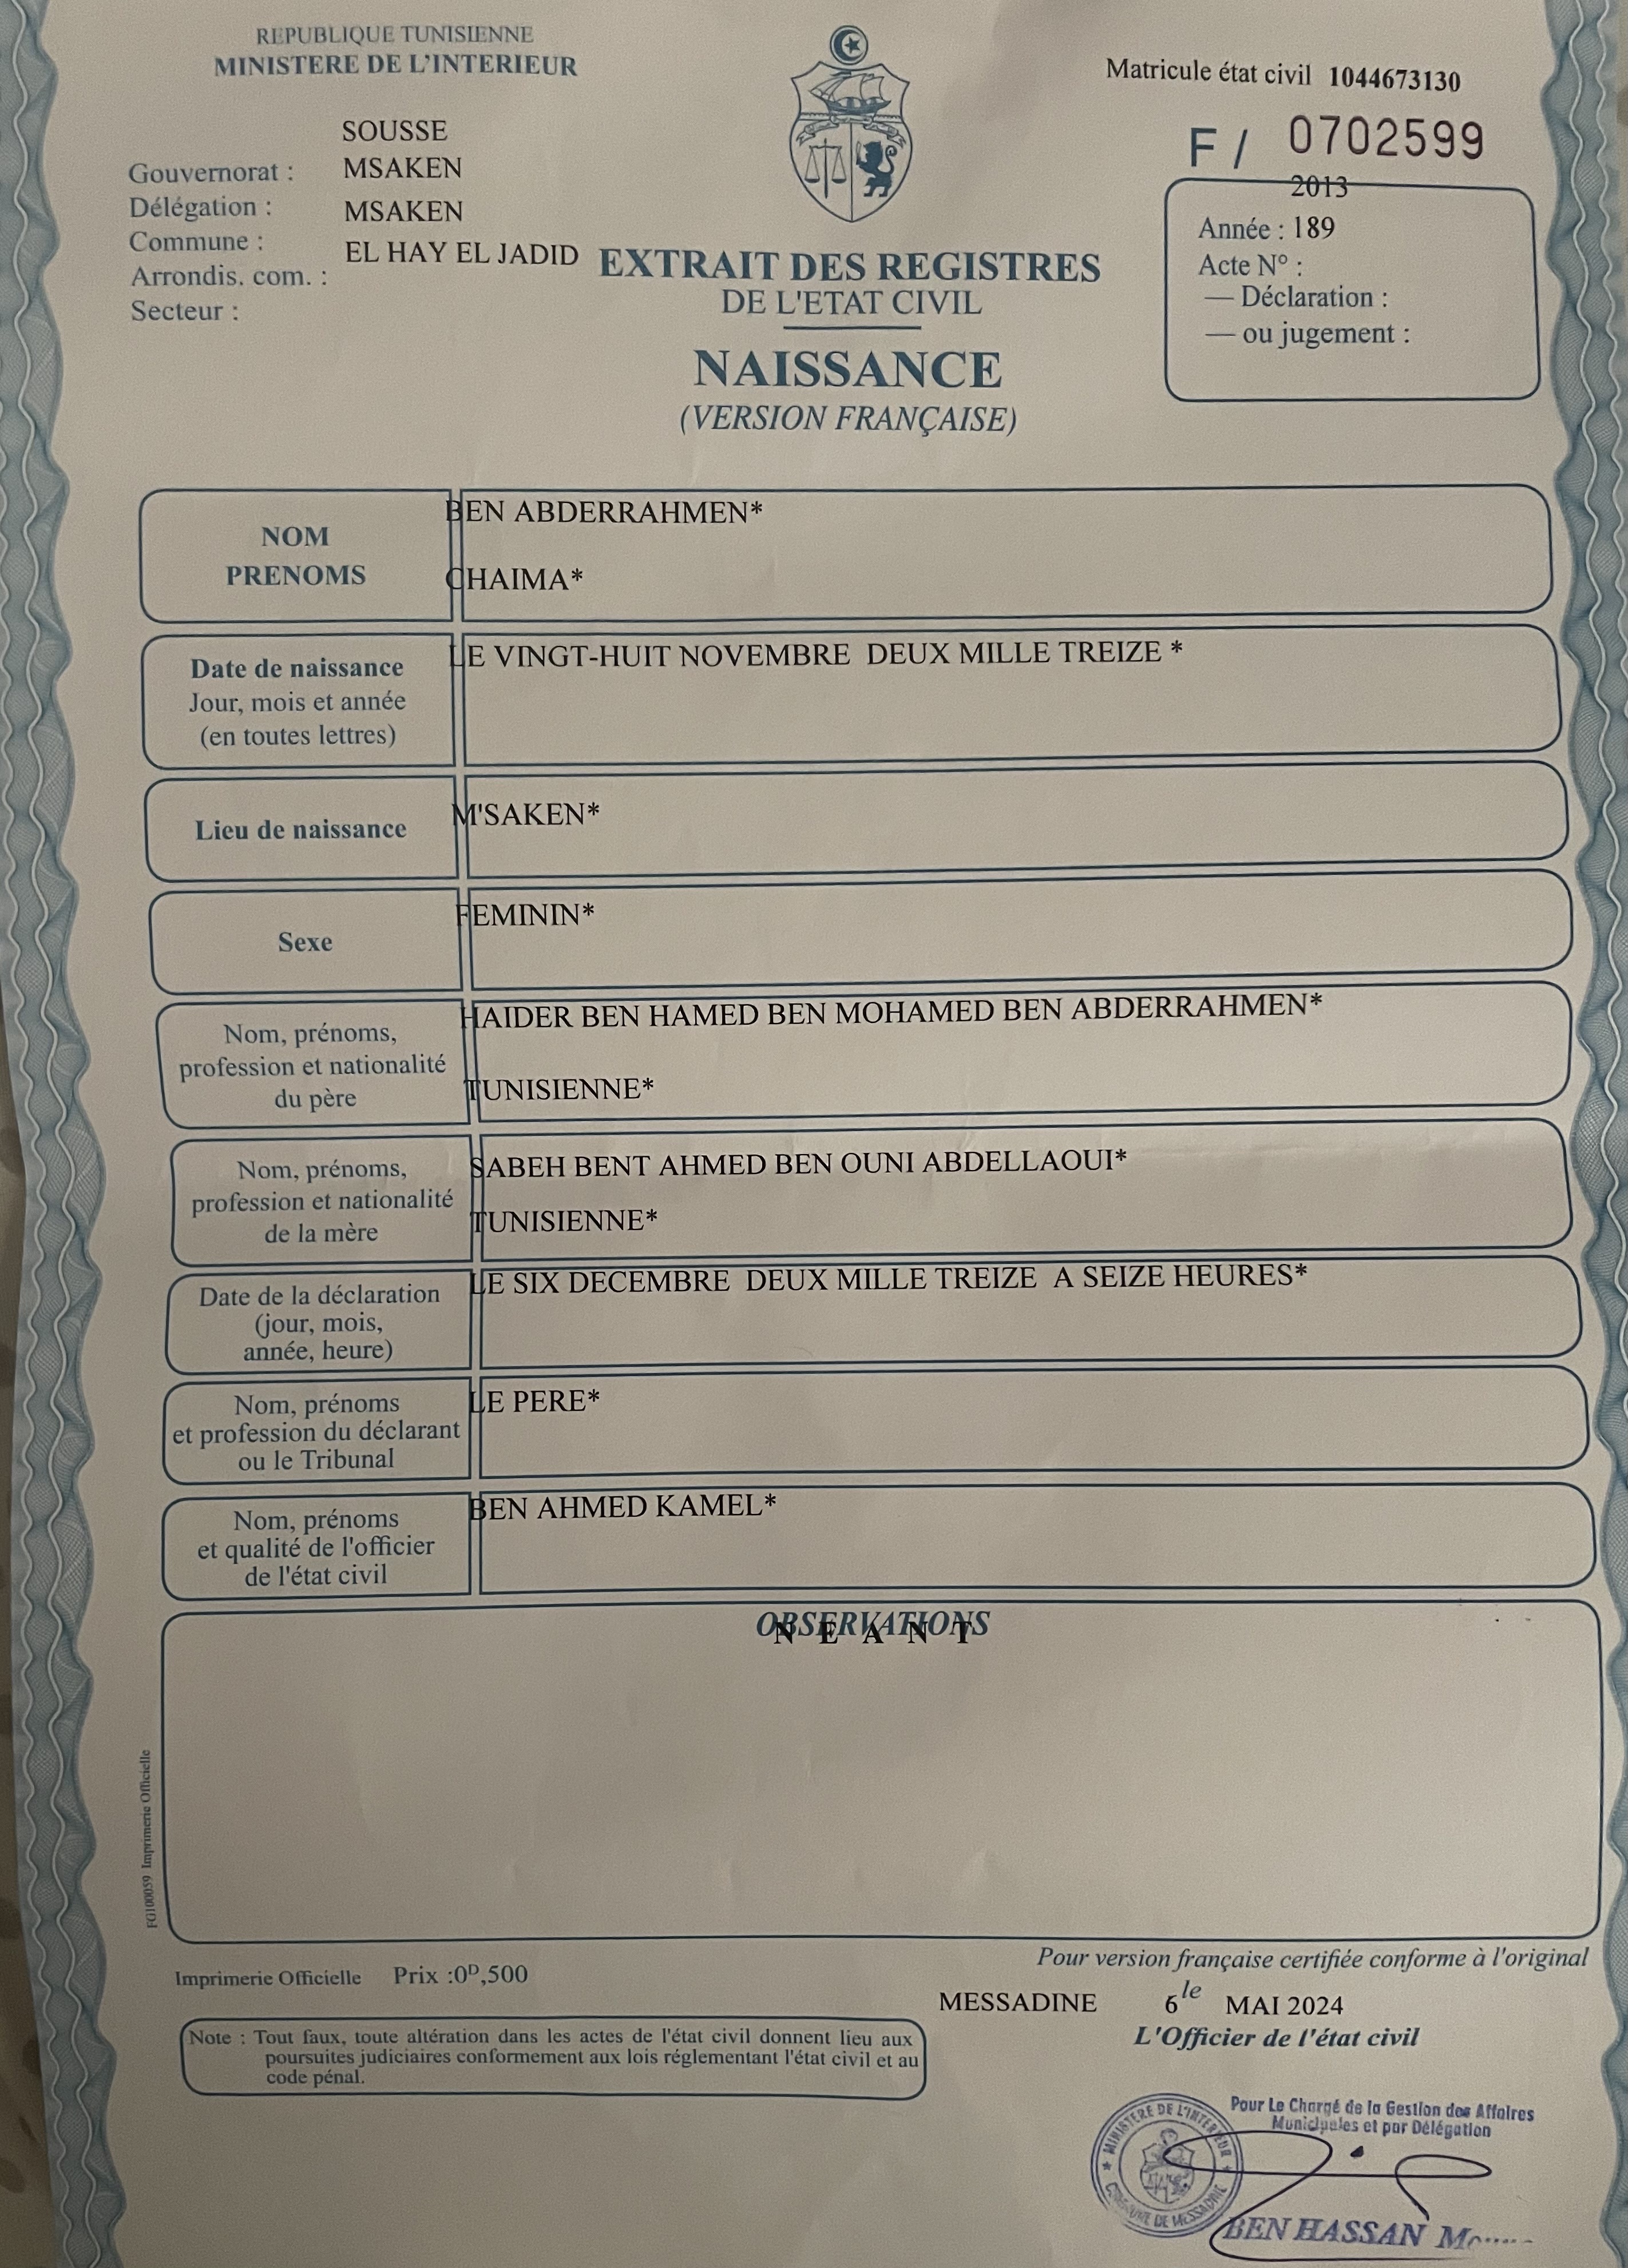 REPUBLIQUE TUNISIENNE
MINISTERE DE L'INTERIEUR
Matricule état civil 1044673130
F / 0702599
SOUSSE
Gouvernorat : MSAKEN
Délégation : MSAKEN
Commune : EL HAY EL JADID
Arrondis. com. :
Secteur :
2013
Année : 189
Acte N° :
— Déclaration :
— ou jugement :
EXTRAIT DES REGISTRES
DE L'ETAT CIVIL
NAISSANCE
(VERSION FRANÇAISE)
NOM
PRENOMS
BEN ABDERRAHMEN*
CHAIMA*
Date de naissance
Jour, mois et année
(en toutes lettres)
LE VINGT-HUIT NOVEMBRE DEUX MILLE TREIZE *
Lieu de naissance
M'SAKEN*
Sexe
FEMININ*
Nom, prénoms,
profession et nationalité
du père
HAIDER BEN HAMED BEN MOHAMED BEN ABDERRAHMEN*
TUNISIENNE*
Nom, prénoms,
profession et nationalité
de la mère
SABEH BENT AHMED BEN OUNI ABDELLAOUI*
TUNISIENNE*
Date de la déclaration
(jour, mois,
année, heure)
LE SIX DECEMBRE DEUX MILLE TREIZE A SEIZE HEURES*
Nom, prénoms
et profession du déclarant
ou le Tribunal
LE PERE*
Nom, prénoms
et qualité de l'officier
de l'état civil
BEN AHMED KAMEL*
OBSERVATIONS
N E A N T
FG100059 Imprimerie Officielle
Imprimerie Officielle Prix :0ᴰ,500
Pour version française certifiée conforme à l'original
MESSADINE 6 le MAI 2024
L'Officier de l'état civil
Note : Tout faux, toute altération dans les actes de l'état civil donnent lieu aux
poursuites judiciaires conformement aux lois réglementant l'état civil et au
code pénal.
Pour Le Chargé de la Gestion des Affaires
Municipales et par Délégation
MINISTERE DE L'INTERIEUR
COMMUNE DE MESSADINE
BEN HASSAN